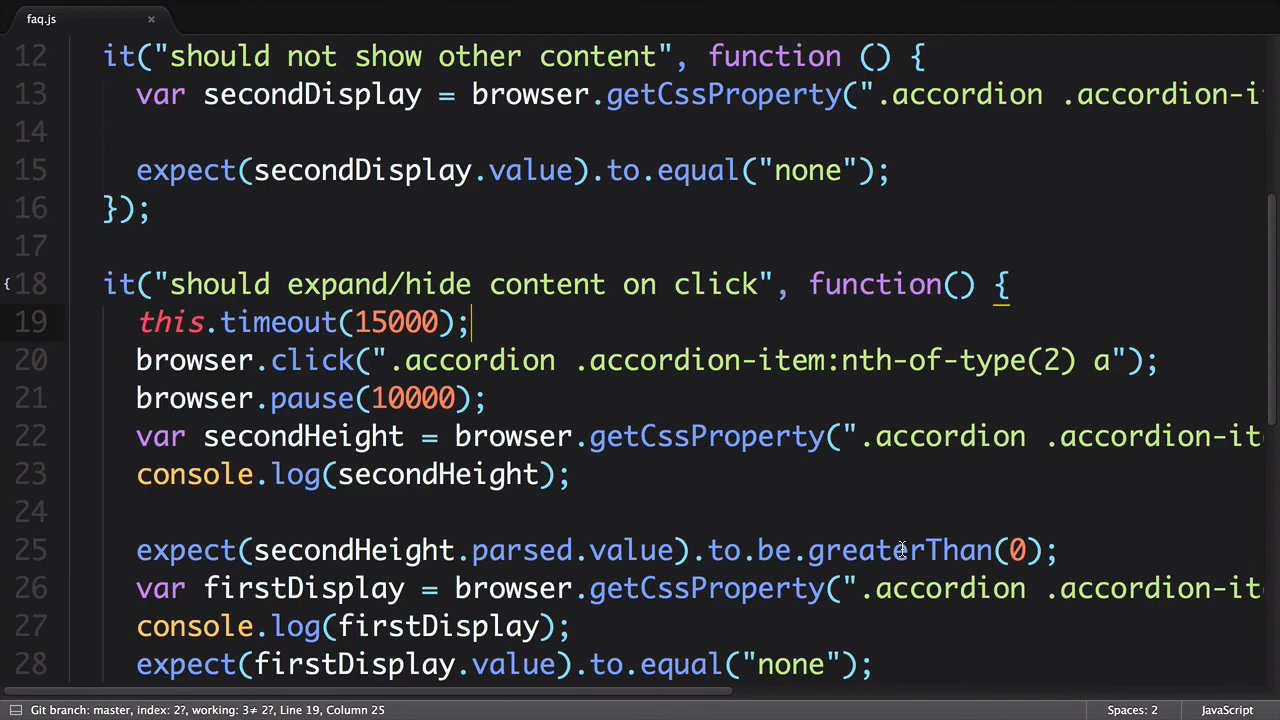 faq.js ×
12 it("should not show other content", function () {
13 var secondDisplay = browser.getCssProperty(".accordion .accordion-it
14
15 expect(secondDisplay.value).to.equal("none");
16 });
17
{ 18 it("should expand/hide content on click", function() {
19 this.timeout(15000);
20 browser.click(".accordion .accordion-item:nth-of-type(2) a");
21 browser.pause(10000);
22 var secondHeight = browser.getCssProperty(".accordion .accordion-ite
23 console.log(secondHeight);
24
25 expect(secondHeight.parsed.value).to.be.greaterThan(0);
26 var firstDisplay = browser.getCssProperty(".accordion .accordion-ite
27 console.log(firstDisplay);
28 expect(firstDisplay.value).to.equal("none");
Git branch: master, index: 2?, working: 3≠ 2?, Line 19, Column 25 Spaces: 2 JavaScript